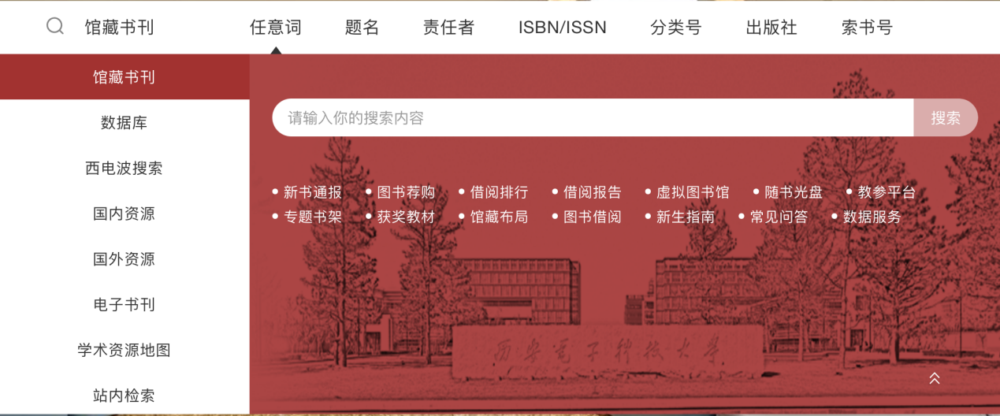 馆藏书刊 任意词 题名 责任者 ISBN/ISSN 分类号 出版社 索书号
馆藏书刊
数据库
西电波搜索
国内资源
国外资源
电子书刊
学术资源地图
站内检索
请输入你的搜索内容 搜索
新书通报 图书荐购 借阅排行 借阅报告 虚拟图书馆 随书光盘 教参平台
专题书架 获奖教材 馆藏布局 图书借阅 新生指南 常见问答 数据服务
西安电子科技大学